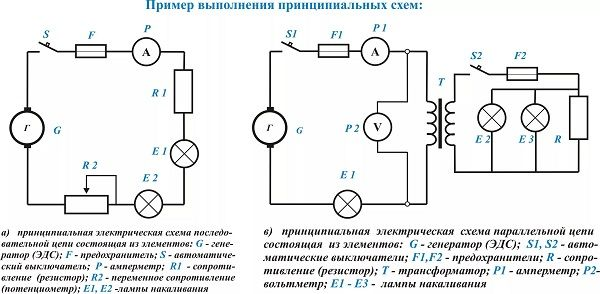 Пример выполнения принципиальных схем:
S
F
P
A
R 1
Г
G
E 1
R 2
E 2
S1
F1
P 1
A
T
S2
F2
Г
G
P 2
V
E 2
E 3
R
E 1
а) принципиальная электрическая схема последо-
вательной цепи состоящая из элементов: G - гене-
ратор (ЭДС); F - предохранитель; S - автоматиче-
ский выключатель; P - амперметр; R1 - сопроти-
вление (резистор); R2 - переменное сопротивление
(потенциометр); E1, E2 -лампы накаливания
в) принципиальная электрическая схема параллельной цепи
состоящая из элементов: G - генератор (ЭДС); S1, S2 - авто-
матические выключатели; F1,F2 - предохранители; R - сопро-
тивление (резистор); T - трансформатор; P1 - амперметр; P2-
вольтметр; E1 - E3 - лампы накаливания